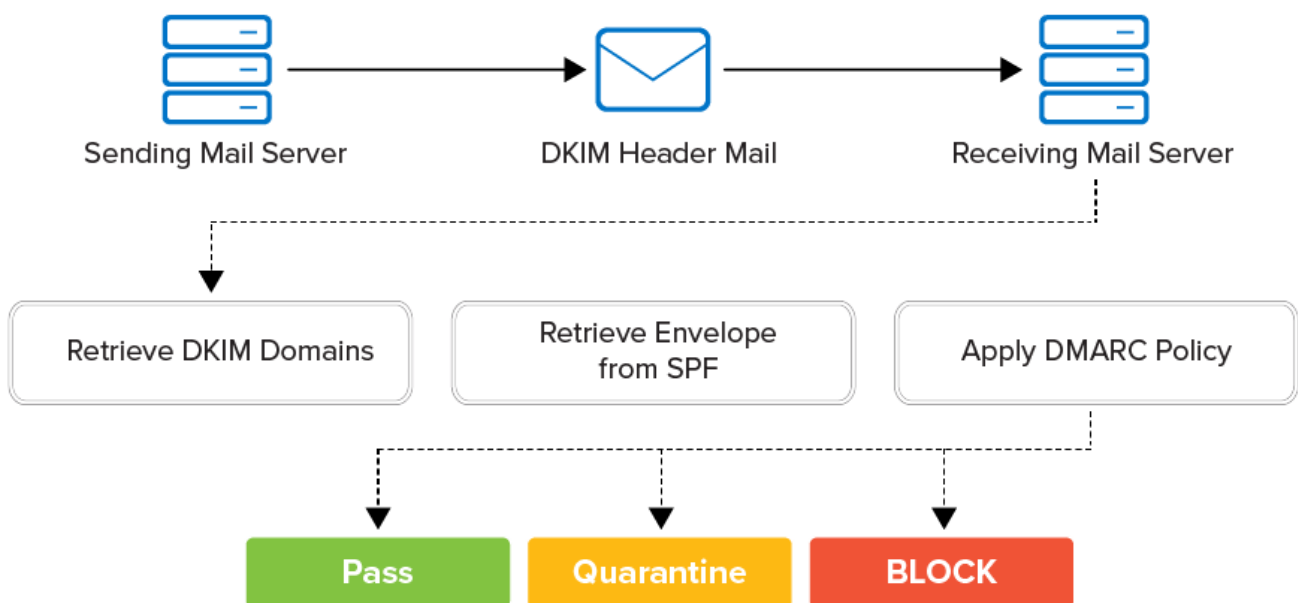 Sending Mail Server
DKIM Header Mail
Receiving Mail Server
Retrieve DKIM Domains
Retrieve Envelope
from SPF
Apply DMARC Policy
Pass
Quarantine
BLOCK